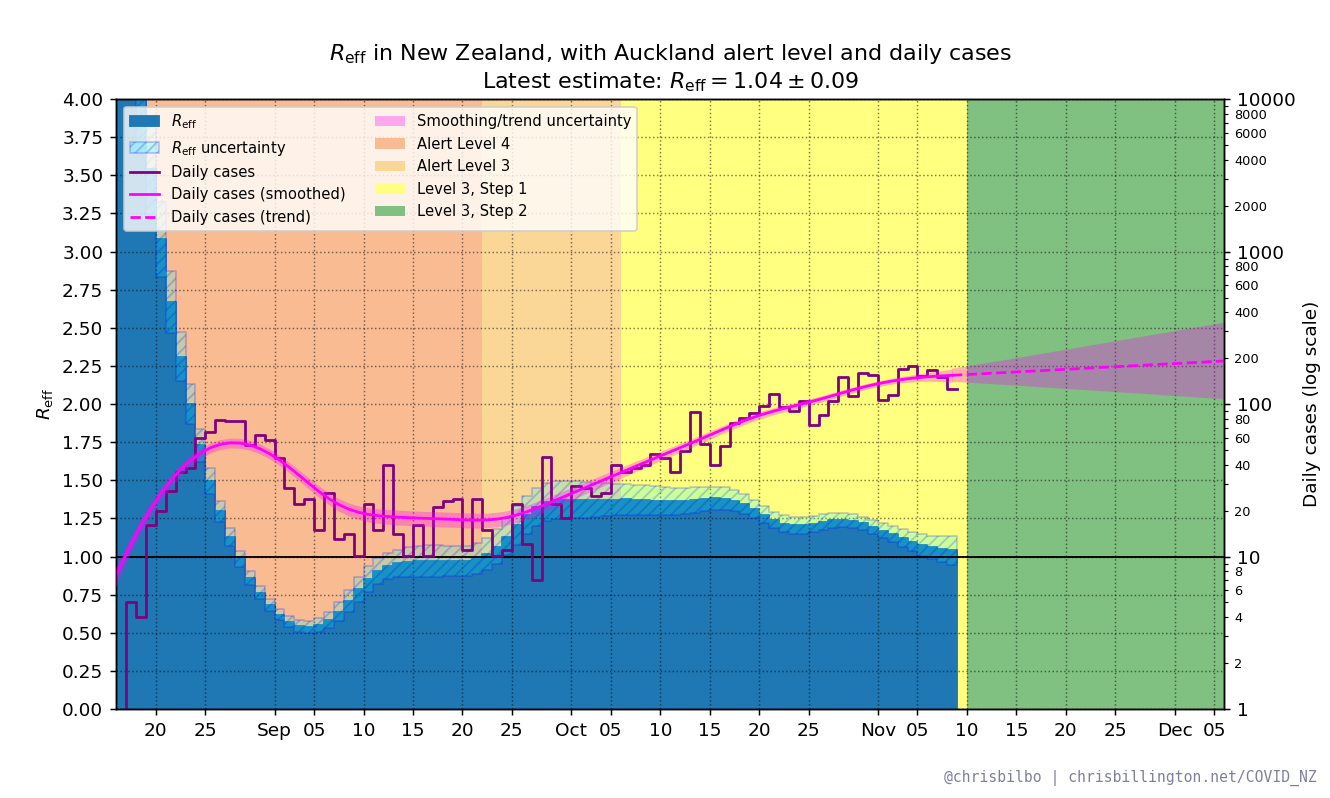 R_eff in New Zealand, with Auckland alert level and daily cases
Latest estimate: R_eff = 1.04 ± 0.09
R_eff
R_eff uncertainty
Daily cases
Daily cases (smoothed)
Daily cases (trend)
Smoothing/trend uncertainty
Alert Level 4
Alert Level 3
Level 3, Step 1
Level 3, Step 2
R_eff
4.00
3.75
3.50
3.25
3.00
2.75
2.50
2.25
2.00
1.75
1.50
1.25
1.00
0.75
0.50
0.25
0.00
10000
8000
6000
4000
2000
1000
800
600
400
200
100
80
60
40
20
10
8
6
4
2
1
Daily cases (log scale)
20 25 Sep 05 10 15 20 25 Oct 05 10 15 20 25 Nov 05 10 15 20 25 Dec 05
@chrisbilbo | chrisbillington.net/COVID_NZ